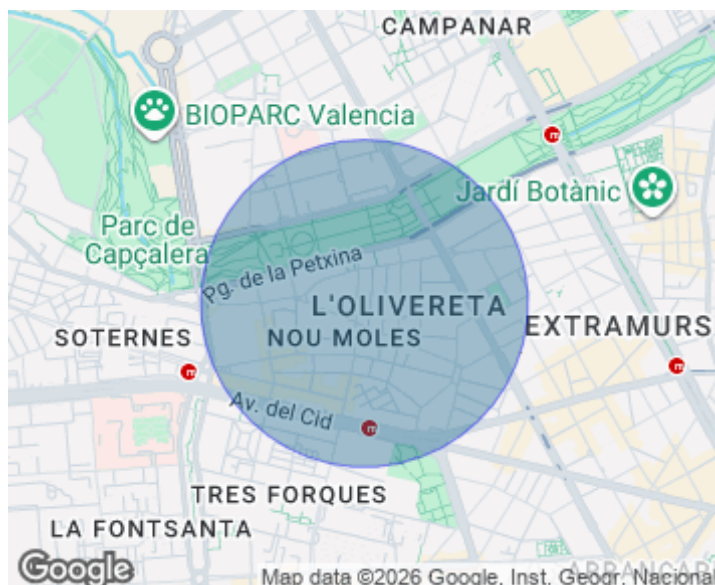 CAMPANAR
BIOPARC Valencia
Jardí Botànic
Parc de
Capçalera
Pg. de la Petxina
L'OLIVERETA
EXTRAMURS
SOTERNES
NOU MOLES
Av. del Cid
TRES FORQUES
LA FONTSANTA
ARRANCAP
Google
Map data ©2026 Google, Inst. Geogr. Nacional